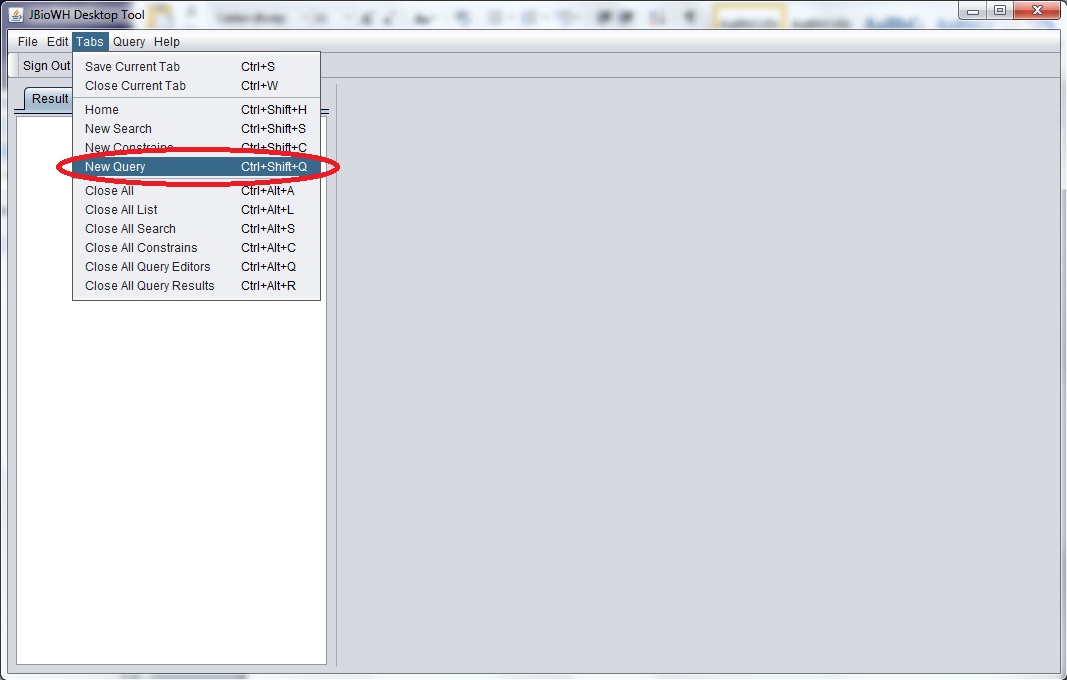 JBioWH Desktop Tool
File Edit Tabs Query Help
Sign Out
Result
Save Current Tab Ctrl+S
Close Current Tab Ctrl+W
Home Ctrl+Shift+H
New Search Ctrl+Shift+S
New Constrains Ctrl+Shift+C
New Query Ctrl+Shift+Q
Close All Ctrl+Alt+A
Close All List Ctrl+Alt+L
Close All Search Ctrl+Alt+S
Close All Constrains Ctrl+Alt+C
Close All Query Editors Ctrl+Alt+Q
Close All Query Results Ctrl+Alt+R